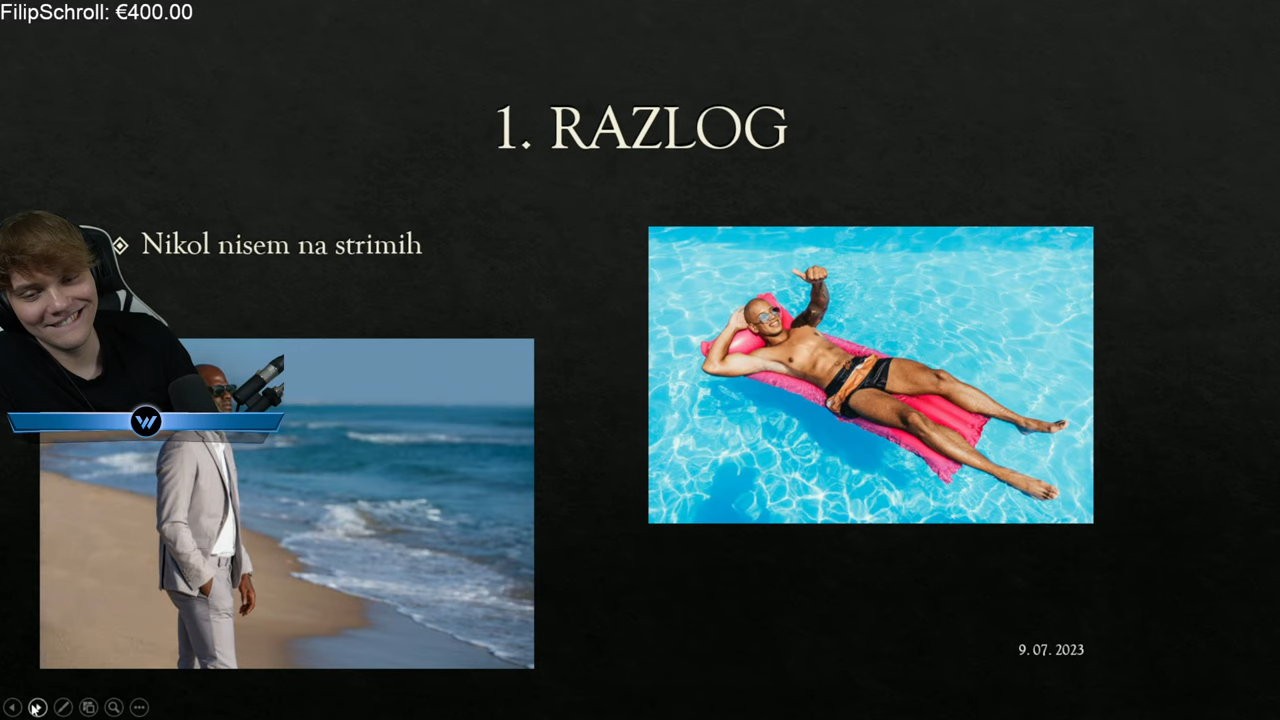 FilipSchroll: €400.00
1. RAZLOG
Nikol nisem na strimih
9. 07. 2023